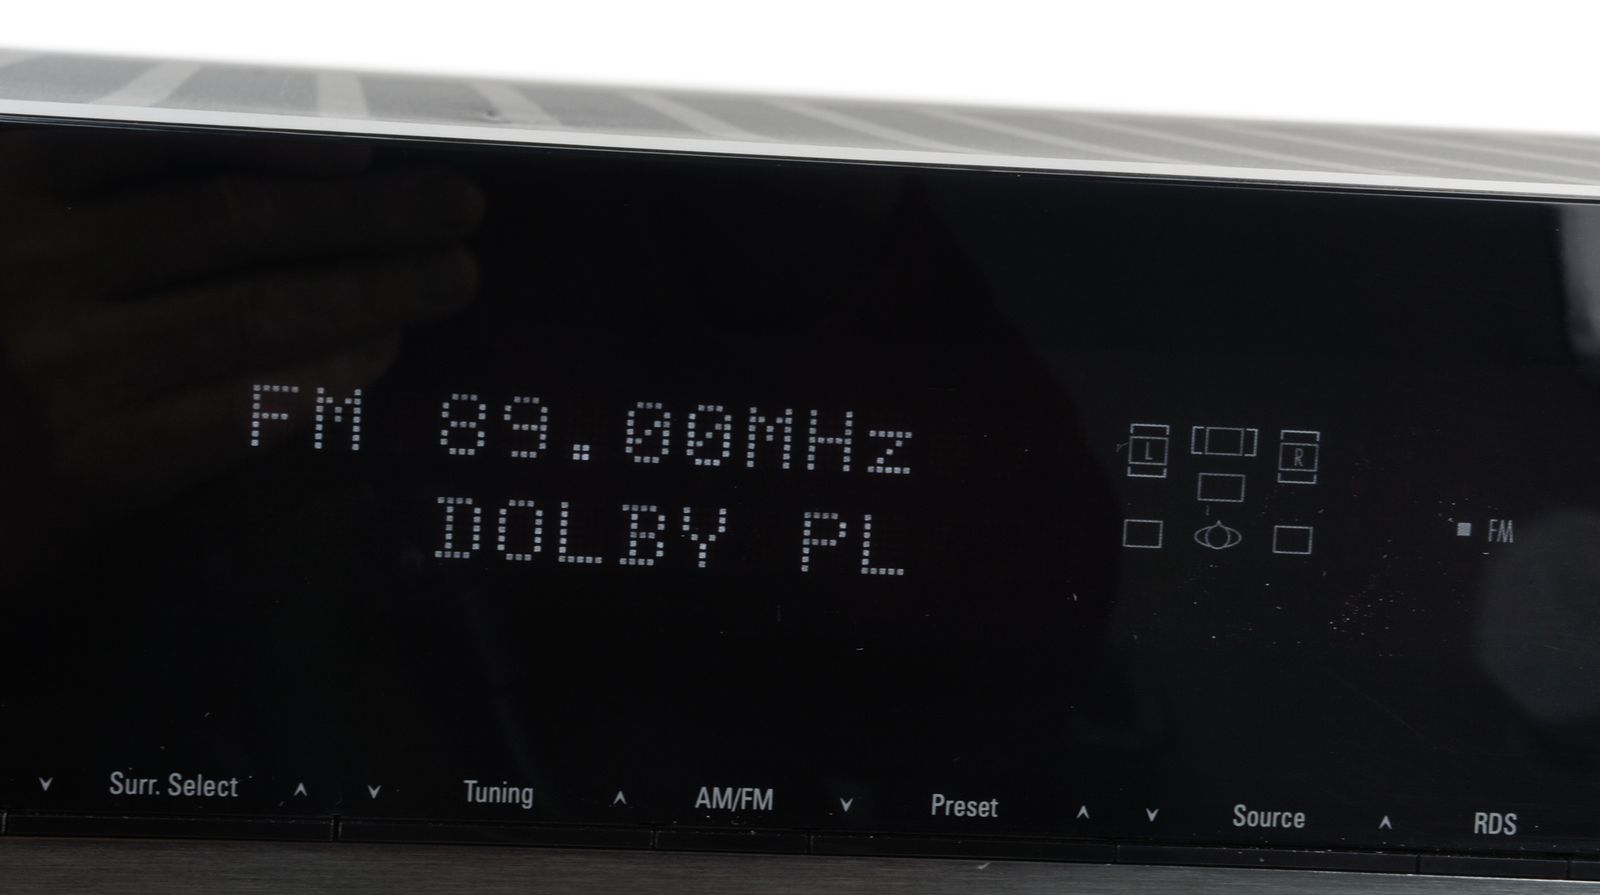 FM 89.00MHz
DOLBY PL
L R
FM
Surr. Select Tuning AM/FM Preset Source RDS